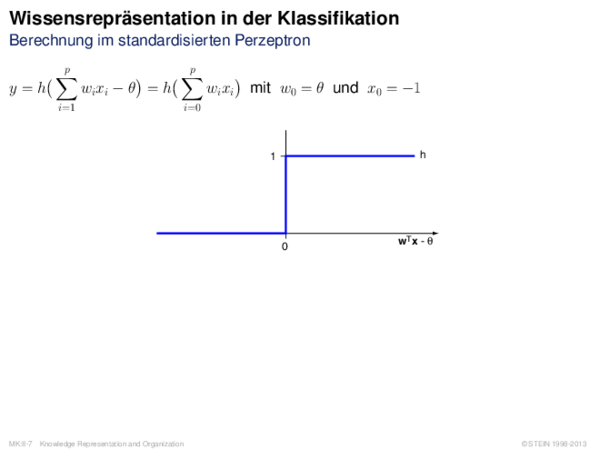 Wissensrepräsentation in der Klassifikation
Berechnung im standardisierten Perzeptron
y = h(∑_{i=1}^{p} w_i x_i − θ) = h(∑_{i=0}^{p} w_i x_i) mit w_0 = θ und x_0 = −1
1
h
0
w^T x - θ
MK:II-7 Knowledge Representation and Organization
© STEIN 1998-2013